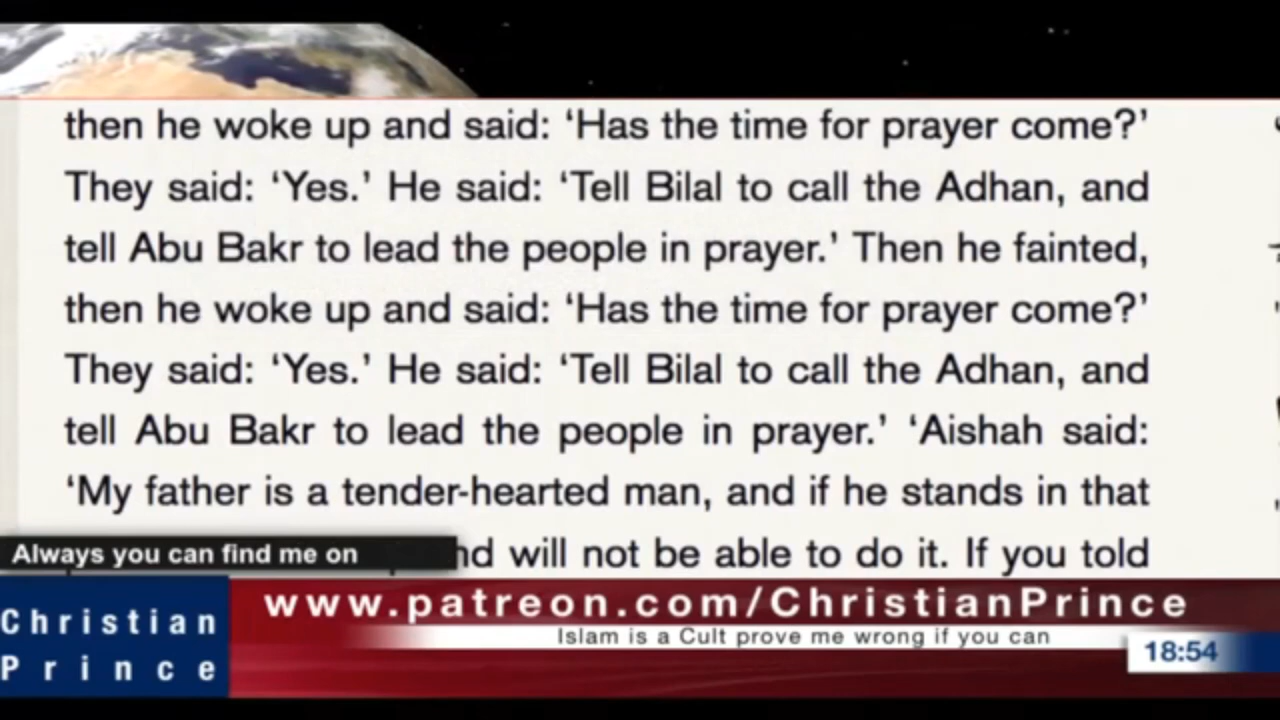 then he woke up and said: ‘Has the time for prayer come?’
They said: ‘Yes.’ He said: ‘Tell Bilal to call the Adhan, and
tell Abu Bakr to lead the people in prayer.’ Then he fainted,
then he woke up and said: ‘Has the time for prayer come?’
They said: ‘Yes.’ He said: ‘Tell Bilal to call the Adhan, and
tell Abu Bakr to lead the people in prayer.’ ‘Aishah said:
‘My father is a tender-hearted man, and if he stands in that
will not be able to do it. If you told
Always you can find me on
www.patreon.com/ChristianPrince
Islam is a Cult prove me wrong if you can
Christian
Prince
18:54